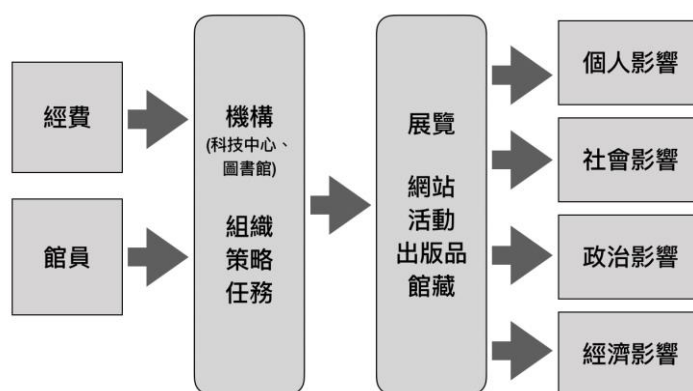 經費
館員
機構
(科技中心、
圖書館)
組織
策略
任務
展覽
網站
活動
出版品
館藏
個人影響
社會影響
政治影響
經濟影響